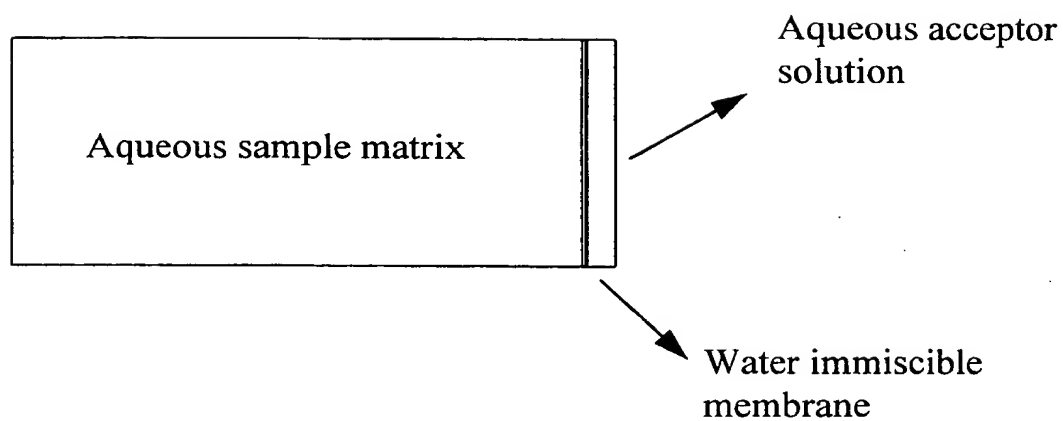 Aqueous acceptor
solution
Aqueous sample matrix
Water immiscible
membrane